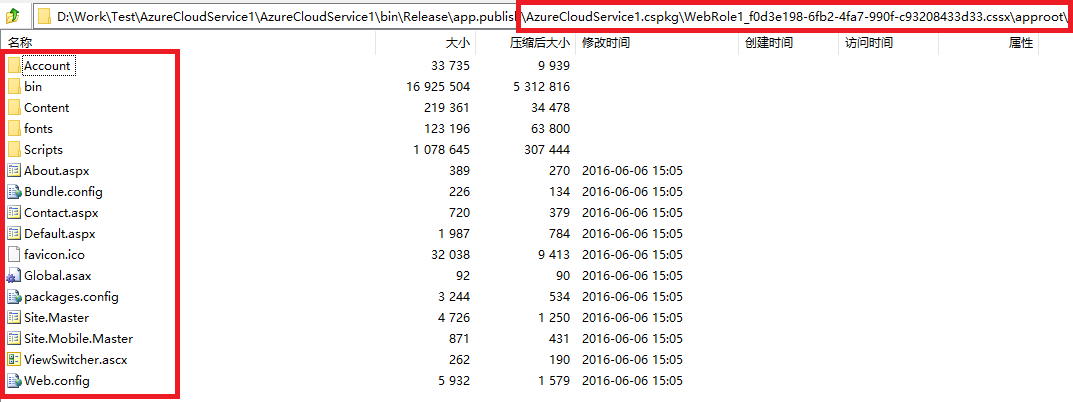 D:\Work\Test\AzureCloudService1\AzureCloudService1\bin\Release\app.publish\AzureCloudService1.cspkg\WebRole1_f0d3e198-6fb2-4fa7-990f-c93208433d33.cssx\approot\
名称 大小 压缩后大小 修改时间 创建时间 访问时间 属性
Account 33 735 9 939
bin 16 925 504 5 312 816
Content 219 361 34 478
fonts 123 196 63 800
Scripts 1 078 645 307 444
About.aspx 389 270 2016-06-06 15:05
Bundle.config 226 134 2016-06-06 15:05
Contact.aspx 720 379 2016-06-06 15:05
Default.aspx 1 987 784 2016-06-06 15:05
favicon.ico 32 038 9 413 2016-06-06 15:05
Global.asax 92 90 2016-06-06 15:05
packages.config 3 244 534 2016-06-06 15:05
Site.Master 4 726 1 250 2016-06-06 15:05
Site.Mobile.Master 871 431 2016-06-06 15:05
ViewSwitcher.ascx 262 190 2016-06-06 15:05
Web.config 5 932 1 579 2016-06-06 15:05